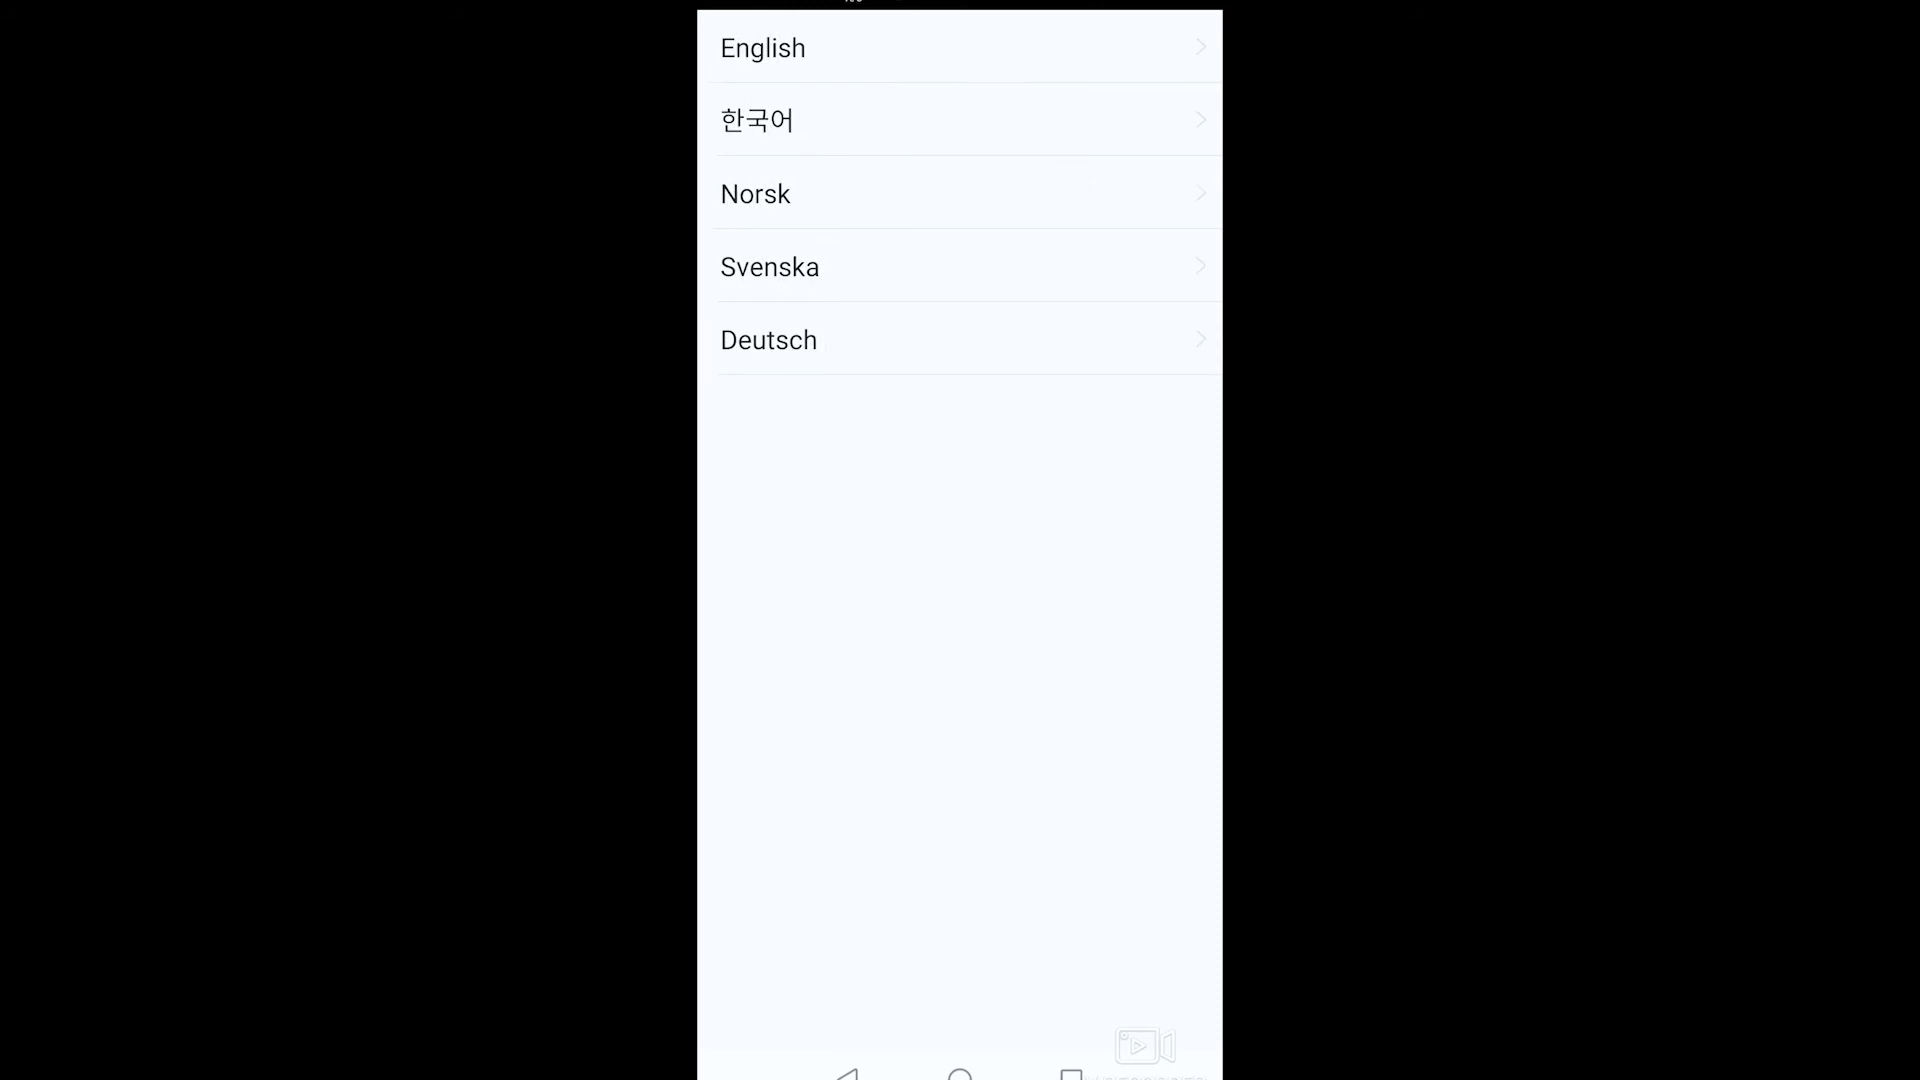 English
한국어
Norsk
Svenska
Deutsch